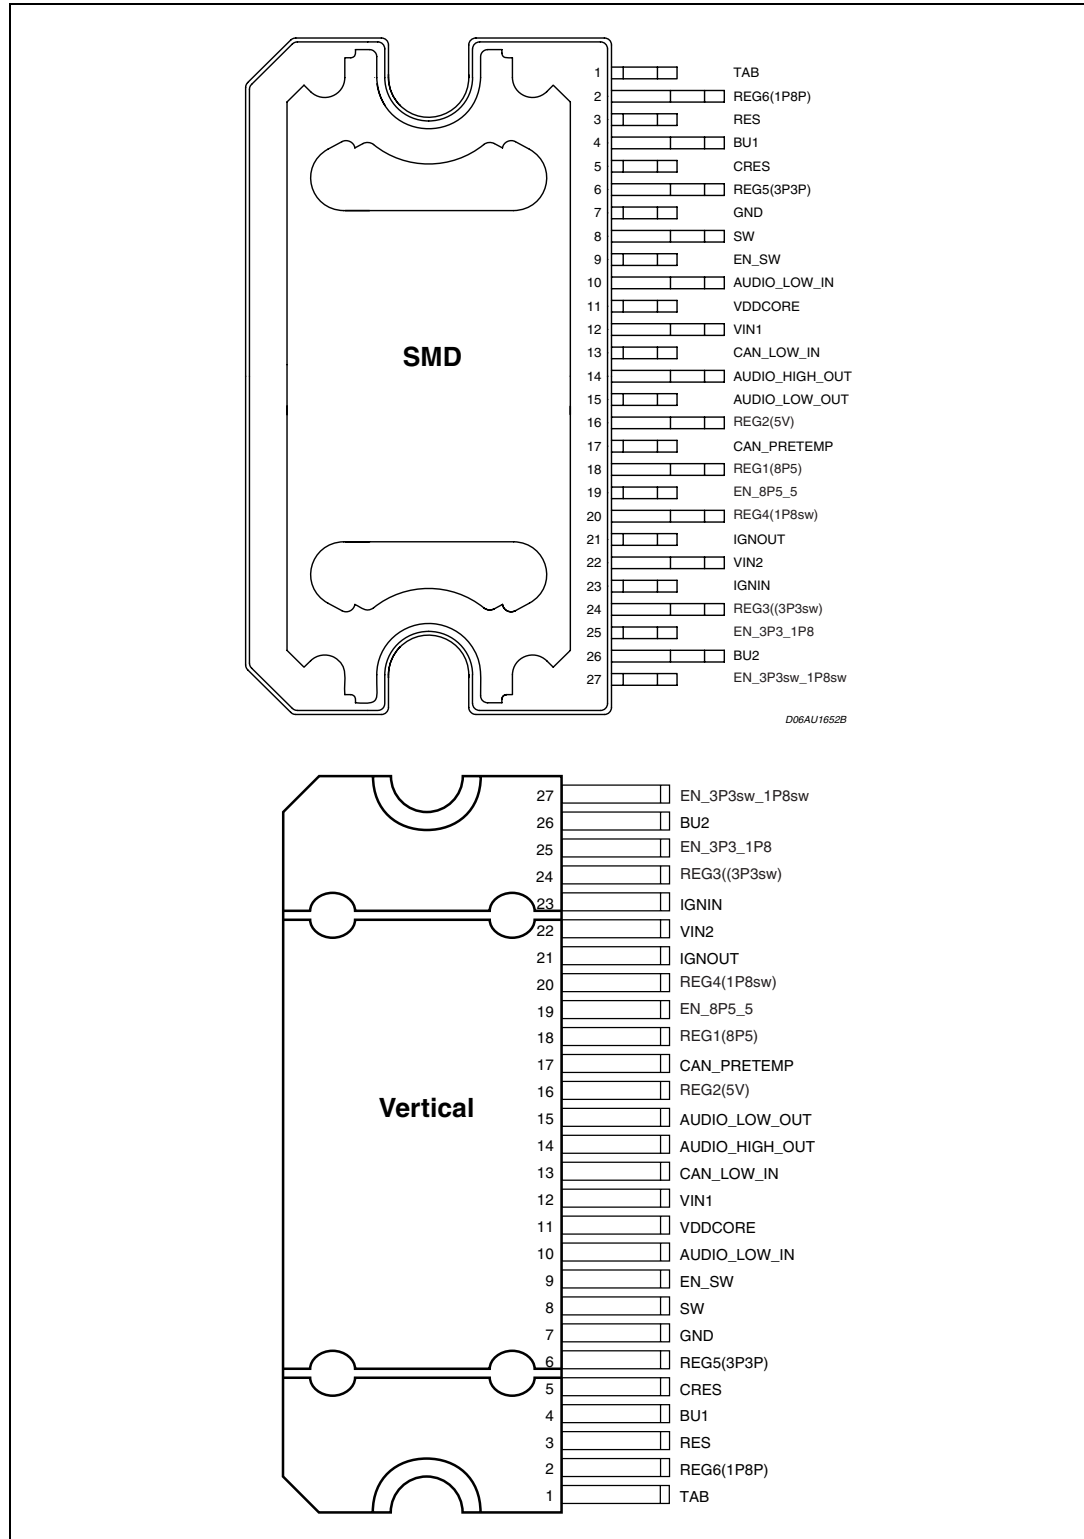 1 TAB
2 REG6(1P8P)
3 RES
4 BU1
5 CRES
6 REG5(3P3P)
7 GND
8 SW
9 EN_SW
10 AUDIO_LOW_IN
11 VDDCORE
12 VIN1
SMD
13 CAN_LOW_IN
14 AUDIO_HIGH_OUT
15 AUDIO_LOW_OUT
16 REG2(5V)
17 CAN_PRETEMP
18 REG1(8P5)
19 EN_8P5_5
20 REG4(1P8sw)
21 IGNOUT
22 VIN2
23 IGNIN
24 REG3((3P3sw)
25 EN_3P3_1P8
26 BU2
27 EN_3P3sw_1P8sw
D06AU1652B
27 EN_3P3sw_1P8sw
26 BU2
25 EN_3P3_1P8
24 REG3((3P3sw)
23 IGNIN
22 VIN2
21 IGNOUT
20 REG4(1P8sw)
19 EN_8P5_5
18 REG1(8P5)
17 CAN_PRETEMP
16 REG2(5V)
Vertical
15 AUDIO_LOW_OUT
14 AUDIO_HIGH_OUT
13 CAN_LOW_IN
12 VIN1
11 VDDCORE
10 AUDIO_LOW_IN
9 EN_SW
8 SW
7 GND
6 REG5(3P3P)
5 CRES
4 BU1
3 RES
2 REG6(1P8P)
1 TAB